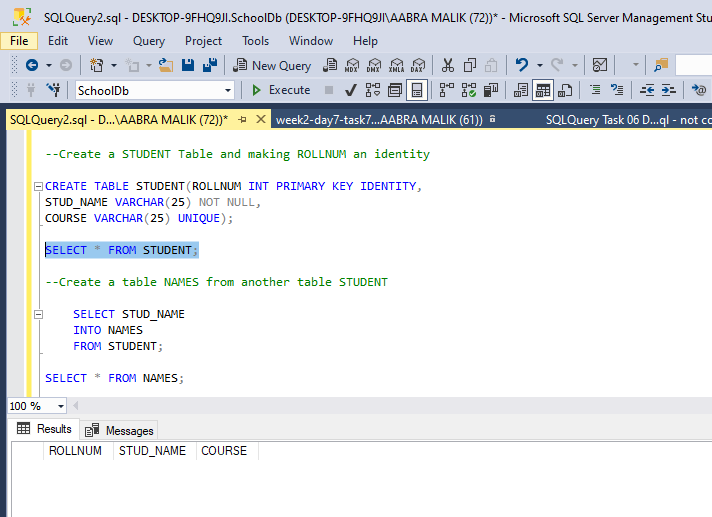 SQLQuery2.sql - DESKTOP-9FHQ9JI.SchoolDb (DESKTOP-9FHQ9JI\AABRA MALIK (72))* - Microsoft SQL Server Management Stu
File Edit View Query Project Tools Window Help
New Query MDX DMX XMLA DAX
SchoolDb Execute
SQLQuery2.sql - D...\AABRA MALIK (72))* week2-day7-task7...AABRA MALIK (61)) SQLQuery Task 06 D...ql - not co
--Create a STUDENT Table and making ROLLNUM an identity
CREATE TABLE STUDENT(ROLLNUM INT PRIMARY KEY IDENTITY,
STUD_NAME VARCHAR(25) NOT NULL,
COURSE VARCHAR(25) UNIQUE);
SELECT * FROM STUDENT;
--Create a table NAMES from another table STUDENT
SELECT STUD_NAME
INTO NAMES
FROM STUDENT;
SELECT * FROM NAMES;
100 %
Results Messages
ROLLNUM STUD_NAME COURSE